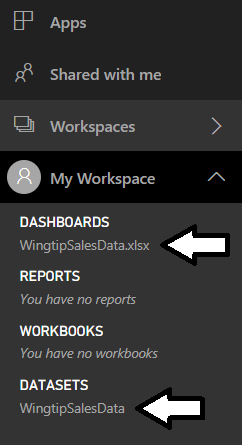 Apps
Shared with me
Workspaces
My Workspace
DASHBOARDS
WingtipSalesData.xlsx
REPORTS
You have no reports
WORKBOOKS
You have no workbooks
DATASETS
WingtipSalesData